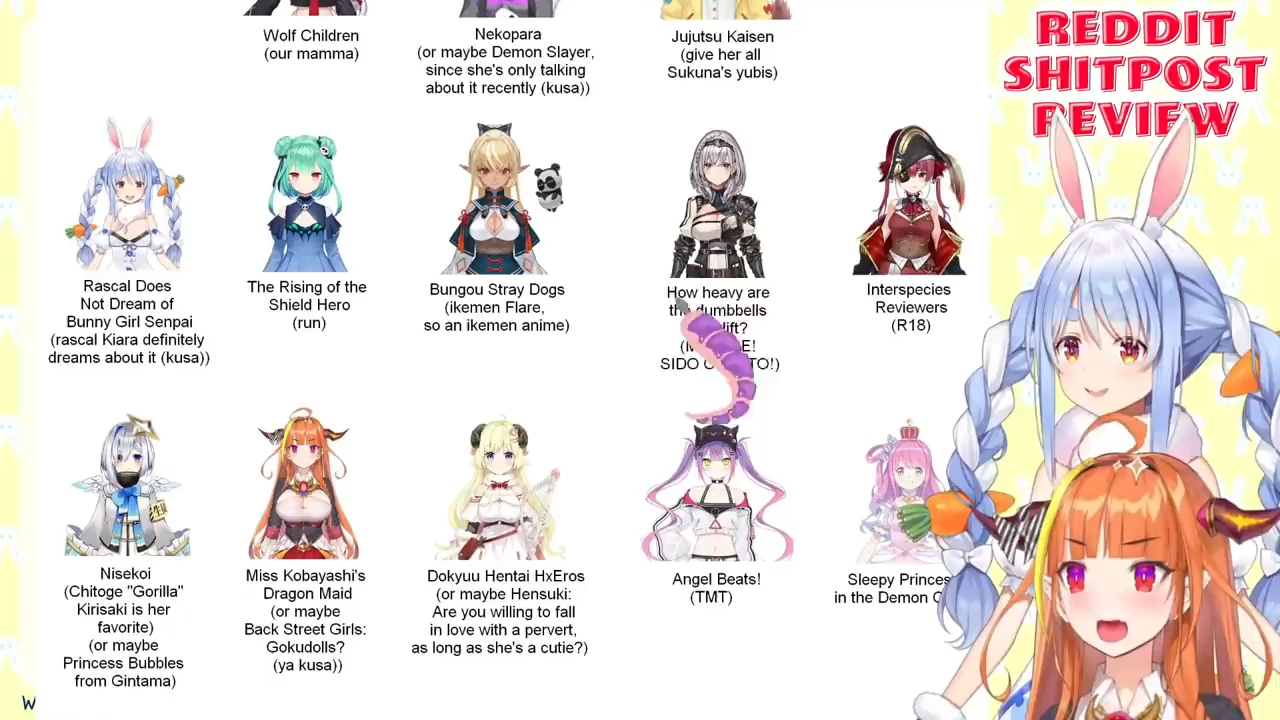 REDDIT
SHITPOST
REVIEW
Wolf Children
(our mamma)
Nekopara
(or maybe Demon Slayer,
since she's only talking
about it recently (kusa))
Jujutsu Kaisen
(give her all
Sukuna's yubis)
Rascal Does
Not Dream of
Bunny Girl Senpai
(rascal Kiara definitely
dreams about it (kusa))
The Rising of the
Shield Hero
(run)
Bungou Stray Dogs
(ikemen Flare,
so an ikemen anime)
How heavy are
the dumbbells
lift?
SIDO
Interspecies
Reviewers
(R18)
Nisekoi
(Chitoge "Gorilla"
Kirisaki is her
favorite)
(or maybe
Princess Bubbles
from Gintama)
Miss Kobayashi's
Dragon Maid
(or maybe
Back Street Girls:
Gokudolls?
(ya kusa))
Dokyuu Hentai HxEros
(or maybe Hensuki:
Are you willing to fall
in love with a pervert,
as long as she's a cutie?)
Angel Beats!
(TMT)
Sleepy Princes
in the Demon
W